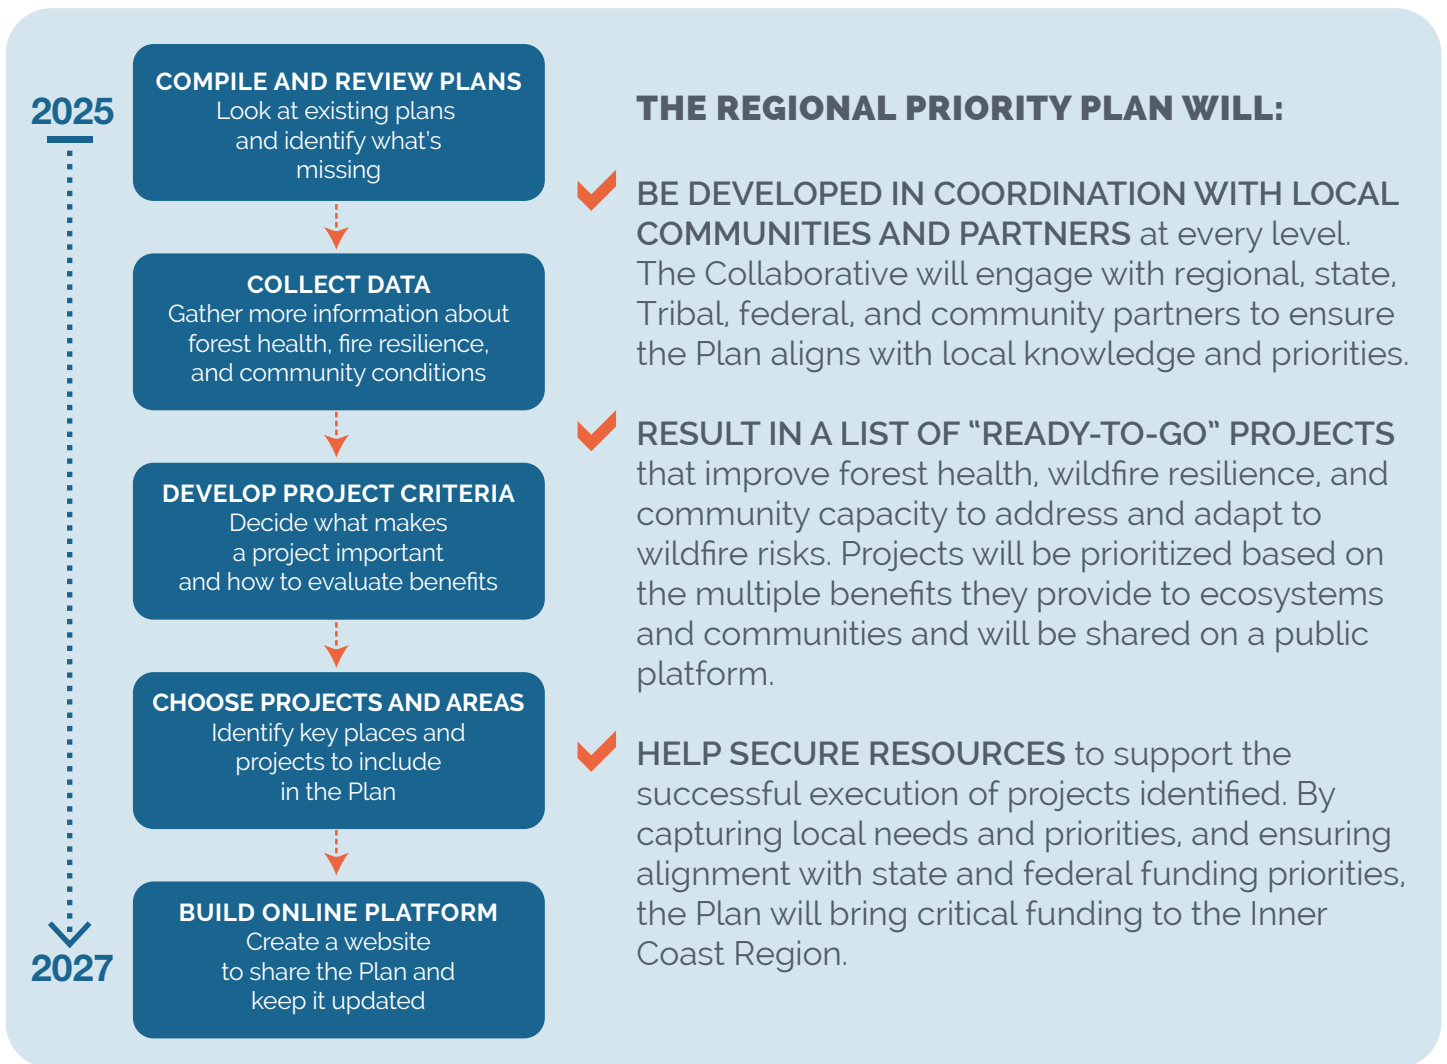 2025
COMPILE AND REVIEW PLANS
Look at existing plans
and identify what's
missing
COLLECT DATA
Gather more information about
forest health, fire resilience,
and community conditions
DEVELOP PROJECT CRITERIA
Decide what makes
a project important
and how to evaluate benefits
CHOOSE PROJECTS AND AREAS
Identify key places and
projects to include
in the Plan
BUILD ONLINE PLATFORM
Create a website
to share the Plan and
keep it updated
2027
THE REGIONAL PRIORITY PLAN WILL:
BE DEVELOPED IN COORDINATION WITH LOCAL
COMMUNITIES AND PARTNERS at every level.
The Collaborative will engage with regional, state,
Tribal, federal, and community partners to ensure
the Plan aligns with local knowledge and priorities.
RESULT IN A LIST OF “READY-TO-GO” PROJECTS
that improve forest health, wildfire resilience, and
community capacity to address and adapt to
wildfire risks. Projects will be prioritized based on
the multiple benefits they provide to ecosystems
and communities and will be shared on a public
platform.
HELP SECURE RESOURCES to support the
successful execution of projects identified. By
capturing local needs and priorities, and ensuring
alignment with state and federal funding priorities,
the Plan will bring critical funding to the Inner
Coast Region.